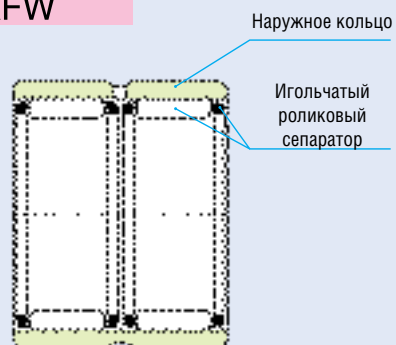 FW
Наружное кольцо
Игольчатый
роликовый
сепаратор